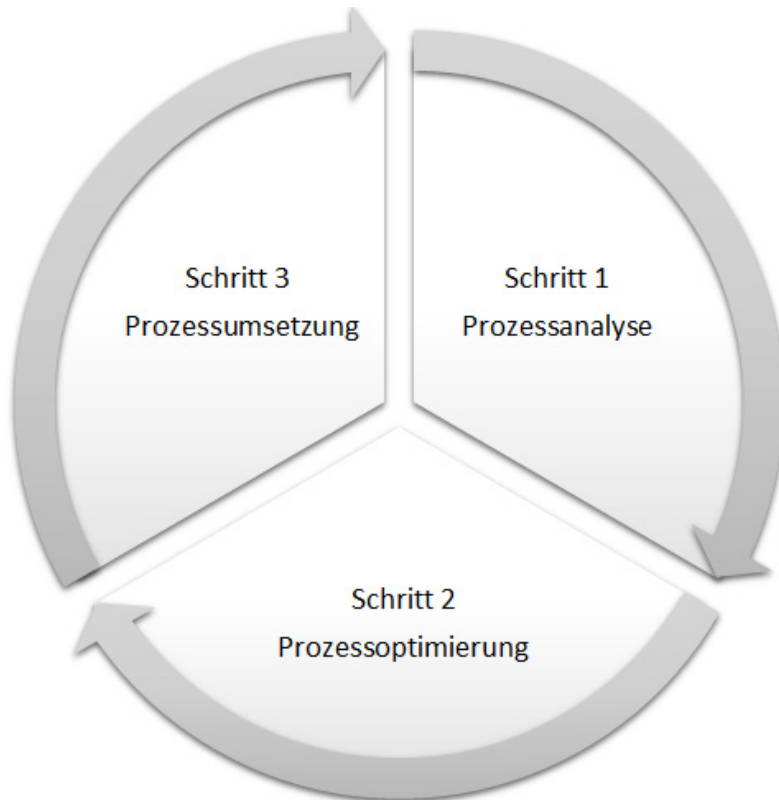 Schritt 3
Prozessumsetzung
Schritt 1
Prozessanalyse
Schritt 2
Prozessoptimierung